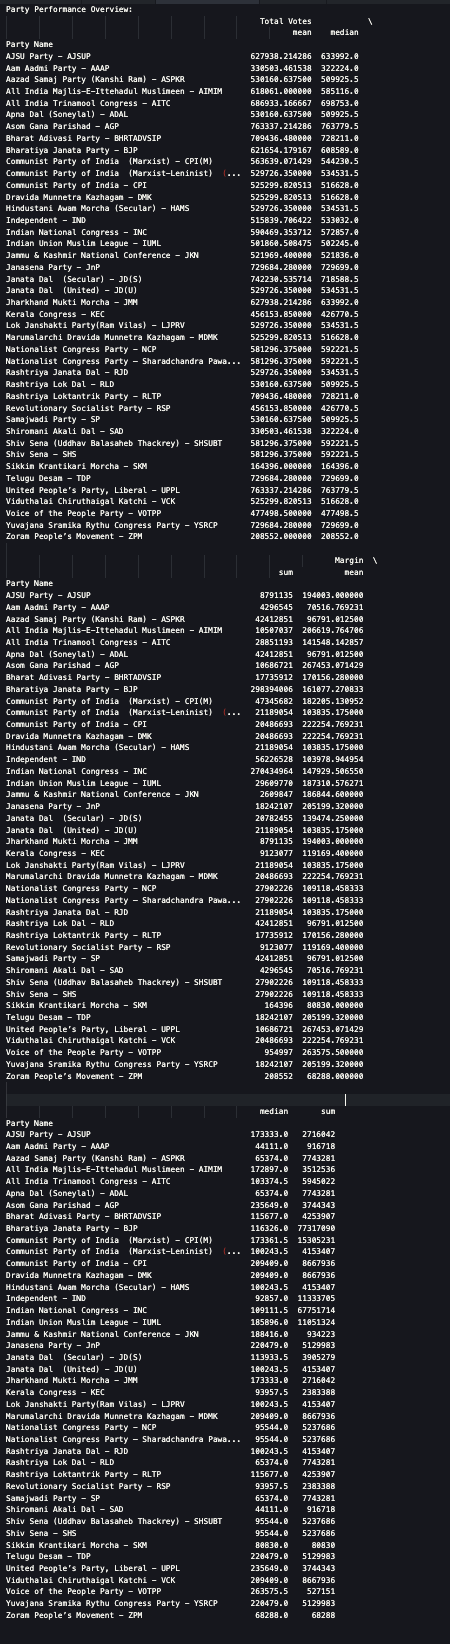 Party Performance Overview:
Total Votes \
mean median
Party Name
AJSU Party - AJSUP 627938.214286 633992.0
Aam Aadmi Party - AAAP 330503.461538 322224.0
Aazad Samaj Party (Kanshi Ram) - ASPKR 530160.637500 509925.5
All India Majlis-E-Ittehadul Muslimeen - AIMIM 618061.000000 585116.0
All India Trinamool Congress - AITC 686933.166667 698753.0
Apna Dal (Soneylal) - ADAL 530160.637500 509925.5
Asom Gana Parishad - AGP 763337.214286 763779.5
Bharat Adivasi Party - BHRTADVSIP 709436.480000 728211.0
Bharatiya Janata Party - BJP 621654.179167 608589.0
Communist Party of India  (Marxist) - CPI(M) 563639.071429 544230.5
Communist Party of India  (Marxist-Leninist)  (... 529726.350000 534531.5
Communist Party of India - CPI 525299.820513 516628.0
Dravida Munnetra Kazhagam - DMK 525299.820513 516628.0
Hindustani Awam Morcha (Secular) - HAMS 529726.350000 534531.5
Independent - IND 515839.706422 533032.0
Indian National Congress - INC 590469.353712 572857.0
Indian Union Muslim League - IUML 501860.508475 502245.0
Jammu & Kashmir National Conference - JKN 521969.400000 521836.0
Janasena Party - JnP 729684.280000 729699.0
Janata Dal  (Secular) - JD(S) 742230.535714 718588.5
Janata Dal  (United) - JD(U) 529726.350000 534531.5
Jharkhand Mukti Morcha - JMM 627938.214286 633992.0
Kerala Congress - KEC 456153.850000 426770.5
Lok Janshakti Party(Ram Vilas) - LJPRV 529726.350000 534531.5
Marumalarchi Dravida Munnetra Kazhagam - MDMK 525299.820513 516628.0
Nationalist Congress Party - NCP 581296.375000 592221.5
Nationalist Congress Party – Sharadchandra Pawa... 581296.375000 592221.5
Rashtriya Janata Dal - RJD 529726.350000 534531.5
Rashtriya Lok Dal - RLD 530160.637500 509925.5
Rashtriya Loktantrik Party - RLTP 709436.480000 728211.0
Revolutionary Socialist Party - RSP 456153.850000 426770.5
Samajwadi Party - SP 530160.637500 509925.5
Shiromani Akali Dal - SAD 330503.461538 322224.0
Shiv Sena (Uddhav Balasaheb Thackrey) - SHSUBT 581296.375000 592221.5
Shiv Sena - SHS 581296.375000 592221.5
Sikkim Krantikari Morcha - SKM 164396.000000 164396.0
Telugu Desam - TDP 729684.280000 729699.0
United People’s Party, Liberal - UPPL 763337.214286 763779.5
Viduthalai Chiruthaigal Katchi - VCK 525299.820513 516628.0
Voice of the People Party - VOTPP 477498.500000 477498.5
Yuvajana Sramika Rythu Congress Party - YSRCP 729684.280000 729699.0
Zoram People’s Movement - ZPM 208552.000000 208552.0
Margin \
sum mean
Party Name
AJSU Party - AJSUP 8791135 194003.000000
Aam Aadmi Party - AAAP 4296545 70516.769231
Aazad Samaj Party (Kanshi Ram) - ASPKR 42412851 96791.012500
All India Majlis-E-Ittehadul Muslimeen - AIMIM 10507037 206619.764706
All India Trinamool Congress - AITC 28851193 141548.142857
Apna Dal (Soneylal) - ADAL 42412851 96791.012500
Asom Gana Parishad - AGP 10686721 267453.071429
Bharat Adivasi Party - BHRTADVSIP 17735912 170156.280000
Bharatiya Janata Party - BJP 298394006 161077.270833
Communist Party of India  (Marxist) - CPI(M) 47345682 182205.130952
Communist Party of India  (Marxist-Leninist)  (... 21189054 103835.175000
Communist Party of India - CPI 20486693 222254.769231
Dravida Munnetra Kazhagam - DMK 20486693 222254.769231
Hindustani Awam Morcha (Secular) - HAMS 21189054 103835.175000
Independent - IND 56226528 103978.944954
Indian National Congress - INC 270434964 147929.506550
Indian Union Muslim League - IUML 29609770 187310.576271
Jammu & Kashmir National Conference - JKN 2609847 186844.600000
Janasena Party - JnP 18242107 205199.320000
Janata Dal  (Secular) - JD(S) 20782455 139474.250000
Janata Dal  (United) - JD(U) 21189054 103835.175000
Jharkhand Mukti Morcha - JMM 8791135 194003.000000
Kerala Congress - KEC 9123077 119169.400000
Lok Janshakti Party(Ram Vilas) - LJPRV 21189054 103835.175000
Marumalarchi Dravida Munnetra Kazhagam - MDMK 20486693 222254.769231
Nationalist Congress Party - NCP 27902226 109118.458333
Nationalist Congress Party – Sharadchandra Pawa... 27902226 109118.458333
Rashtriya Janata Dal - RJD 21189054 103835.175000
Rashtriya Lok Dal - RLD 42412851 96791.012500
Rashtriya Loktantrik Party - RLTP 17735912 170156.280000
Revolutionary Socialist Party - RSP 9123077 119169.400000
Samajwadi Party - SP 42412851 96791.012500
Shiromani Akali Dal - SAD 4296545 70516.769231
Shiv Sena (Uddhav Balasaheb Thackrey) - SHSUBT 27902226 109118.458333
Shiv Sena - SHS 27902226 109118.458333
Sikkim Krantikari Morcha - SKM 164396 80830.000000
Telugu Desam - TDP 18242107 205199.320000
United People’s Party, Liberal - UPPL 10686721 267453.071429
Viduthalai Chiruthaigal Katchi - VCK 20486693 222254.769231
Voice of the People Party - VOTPP 954997 263575.500000
Yuvajana Sramika Rythu Congress Party - YSRCP 18242107 205199.320000
Zoram People’s Movement - ZPM 208552 68288.000000
median sum
Party Name
AJSU Party - AJSUP 173333.0 2716042
Aam Aadmi Party - AAAP 44111.0 916718
Aazad Samaj Party (Kanshi Ram) - ASPKR 65374.0 7743281
All India Majlis-E-Ittehadul Muslimeen - AIMIM 172897.0 3512536
All India Trinamool Congress - AITC 103374.5 5945022
Apna Dal (Soneylal) - ADAL 65374.0 7743281
Asom Gana Parishad - AGP 235649.0 3744343
Bharat Adivasi Party - BHRTADVSIP 115677.0 4253907
Bharatiya Janata Party - BJP 116326.0 77317090
Communist Party of India  (Marxist) - CPI(M) 173361.5 15305231
Communist Party of India  (Marxist-Leninist)  (... 100243.5 4153407
Communist Party of India - CPI 209409.0 8667936
Dravida Munnetra Kazhagam - DMK 209409.0 8667936
Hindustani Awam Morcha (Secular) - HAMS 100243.5 4153407
Independent - IND 92857.0 11333705
Indian National Congress - INC 109111.5 67751714
Indian Union Muslim League - IUML 185896.0 11051324
Jammu & Kashmir National Conference - JKN 188416.0 934223
Janasena Party - JnP 220479.0 5129983
Janata Dal  (Secular) - JD(S) 113933.5 3905279
Janata Dal  (United) - JD(U) 100243.5 4153407
Jharkhand Mukti Morcha - JMM 173333.0 2716042
Kerala Congress - KEC 93957.5 2383388
Lok Janshakti Party(Ram Vilas) - LJPRV 100243.5 4153407
Marumalarchi Dravida Munnetra Kazhagam - MDMK 209409.0 8667936
Nationalist Congress Party - NCP 95544.0 5237686
Nationalist Congress Party – Sharadchandra Pawa... 95544.0 5237686
Rashtriya Janata Dal - RJD 100243.5 4153407
Rashtriya Lok Dal - RLD 65374.0 7743281
Rashtriya Loktantrik Party - RLTP 115677.0 4253907
Revolutionary Socialist Party - RSP 93957.5 2383388
Samajwadi Party - SP 65374.0 7743281
Shiromani Akali Dal - SAD 44111.0 916718
Shiv Sena (Uddhav Balasaheb Thackrey) - SHSUBT 95544.0 5237686
Shiv Sena - SHS 95544.0 5237686
Sikkim Krantikari Morcha - SKM 80830.0 80830
Telugu Desam - TDP 220479.0 5129983
United People’s Party, Liberal - UPPL 235649.0 3744343
Viduthalai Chiruthaigal Katchi - VCK 209409.0 8667936
Voice of the People Party - VOTPP 263575.5 527151
Yuvajana Sramika Rythu Congress Party - YSRCP 220479.0 5129983
Zoram People’s Movement - ZPM 68288.0 68288